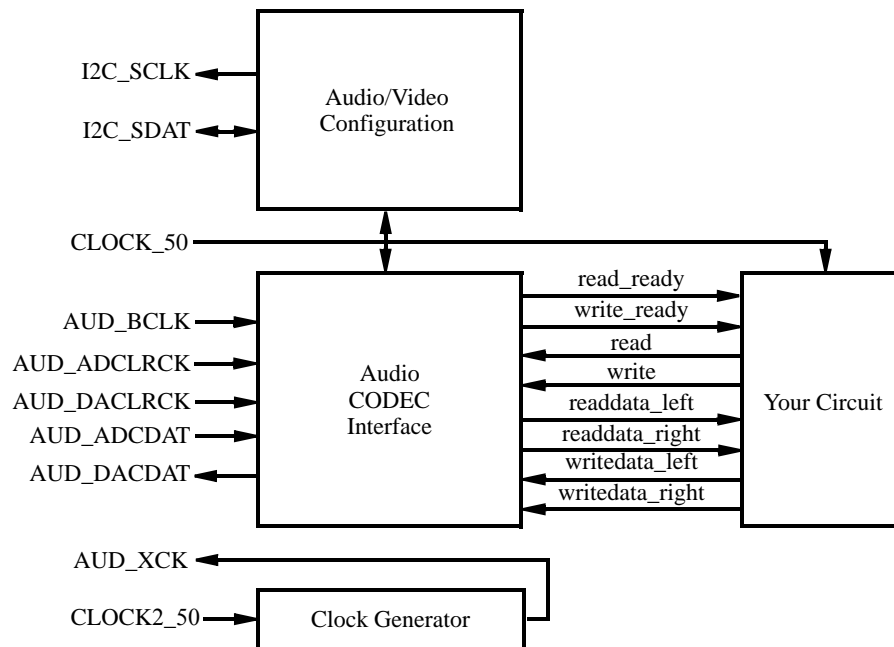 I2C_SCLK
I2C_SDAT
Audio/Video
Configuration
CLOCK_50
AUD_BCLK
AUD_ADCLRCK
AUD_DACLRCK
AUD_ADCDAT
AUD_DACDAT
Audio
CODEC
Interface
read_ready
write_ready
read
write
readdata_left
readdata_right
writedata_left
writedata_right
Your Circuit
AUD_XCK
CLOCK2_50
Clock Generator